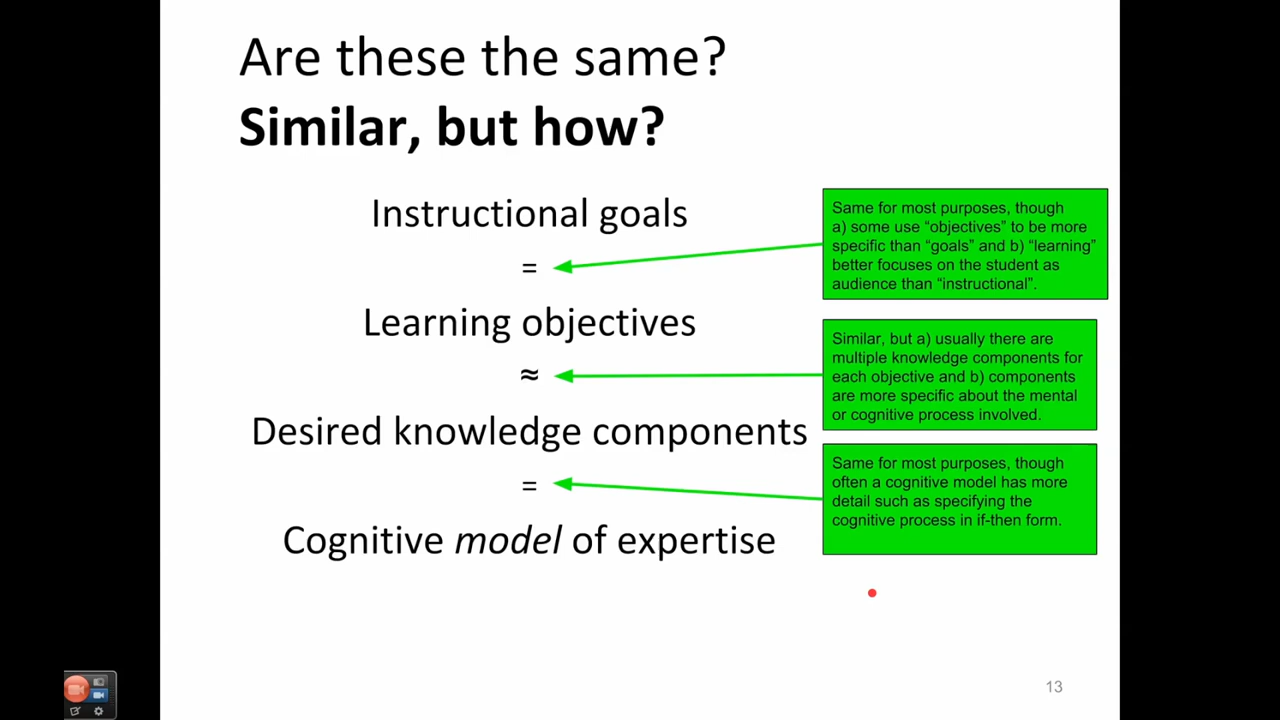 Are these the same?
Similar, but how?
Instructional goals
=
Learning objectives
≈
Desired knowledge components
=
Cognitive model of expertise
Same for most purposes, though
a) some use “objectives” to be more
specific than “goals” and b) “learning”
better focuses on the student as
audience than “instructional”.
Similar, but a) usually there are
multiple knowledge components for
each objective and b) components
are more specific about the mental
or cognitive process involved.
Same for most purposes, though
often a cognitive model has more
detail such as specifying the
cognitive process in if-then form.
13